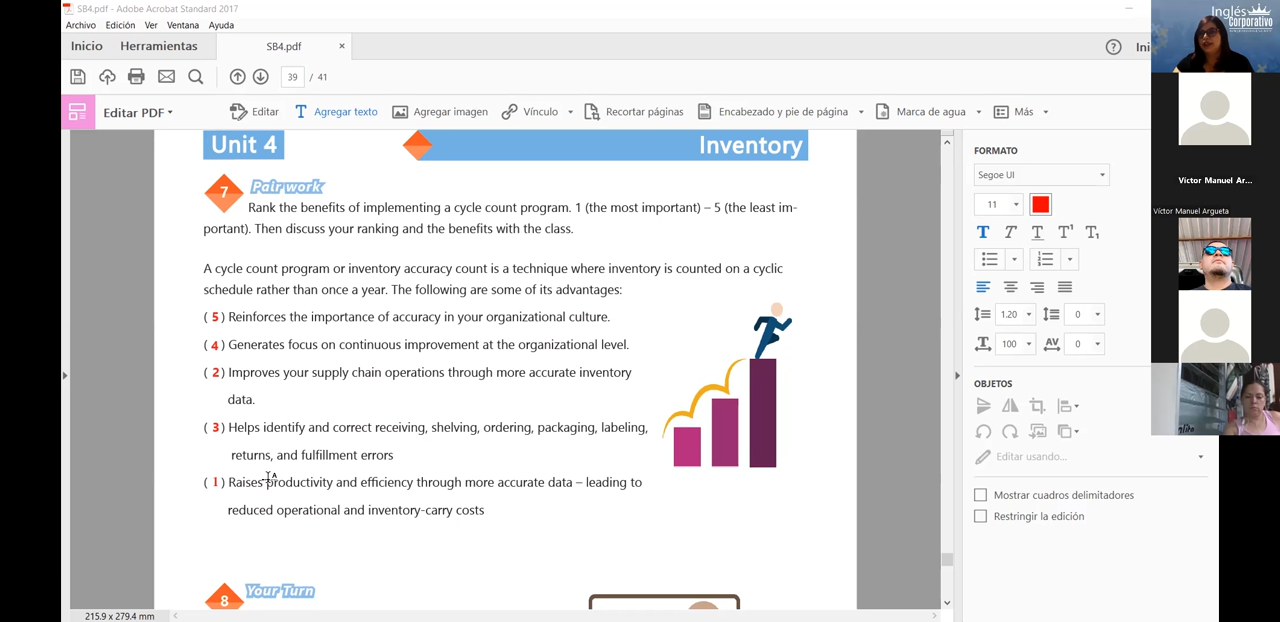 SB4.pdf - Adobe Acrobat Standard 2017
Archivo Edición Ver Ventana Ayuda
Inicio Herramientas SB4.pdf ×
39 / 41
? Ini
Editar PDF
Editar Agregar texto Agregar imagen Vínculo Recortar páginas Encabezado y pie de página Marca de agua Más
Unit 4 Inventory
7 Pair work
Rank the benefits of implementing a cycle count program. 1 (the most important) – 5 (the least im-
portant). Then discuss your ranking and the benefits with the class.
A cycle count program or inventory accuracy count is a technique where inventory is counted on a cyclic
schedule rather than once a year. The following are some of its advantages:
( 5 ) Reinforces the importance of accuracy in your organizational culture.
( 4 ) Generates focus on continuous improvement at the organizational level.
( 2 ) Improves your supply chain operations through more accurate inventory
data.
( 3 ) Helps identify and correct receiving, shelving, ordering, packaging, labeling,
returns, and fulfillment errors
( 1 ) Raises productivity and efficiency through more accurate data – leading to
reduced operational and inventory-carry costs
8 Your Turn
215.9 x 279.4 mm
FORMATO
Segoe UI
11
T T T T¹ T₁
1.20 0
T 100 AV 0
OBJETOS
Editar usando...
Mostrar cuadros delimitadores
Restringir la edición
Inglés
Corporativo
Víctor Manuel Ar...
Víctor Manuel Argueta